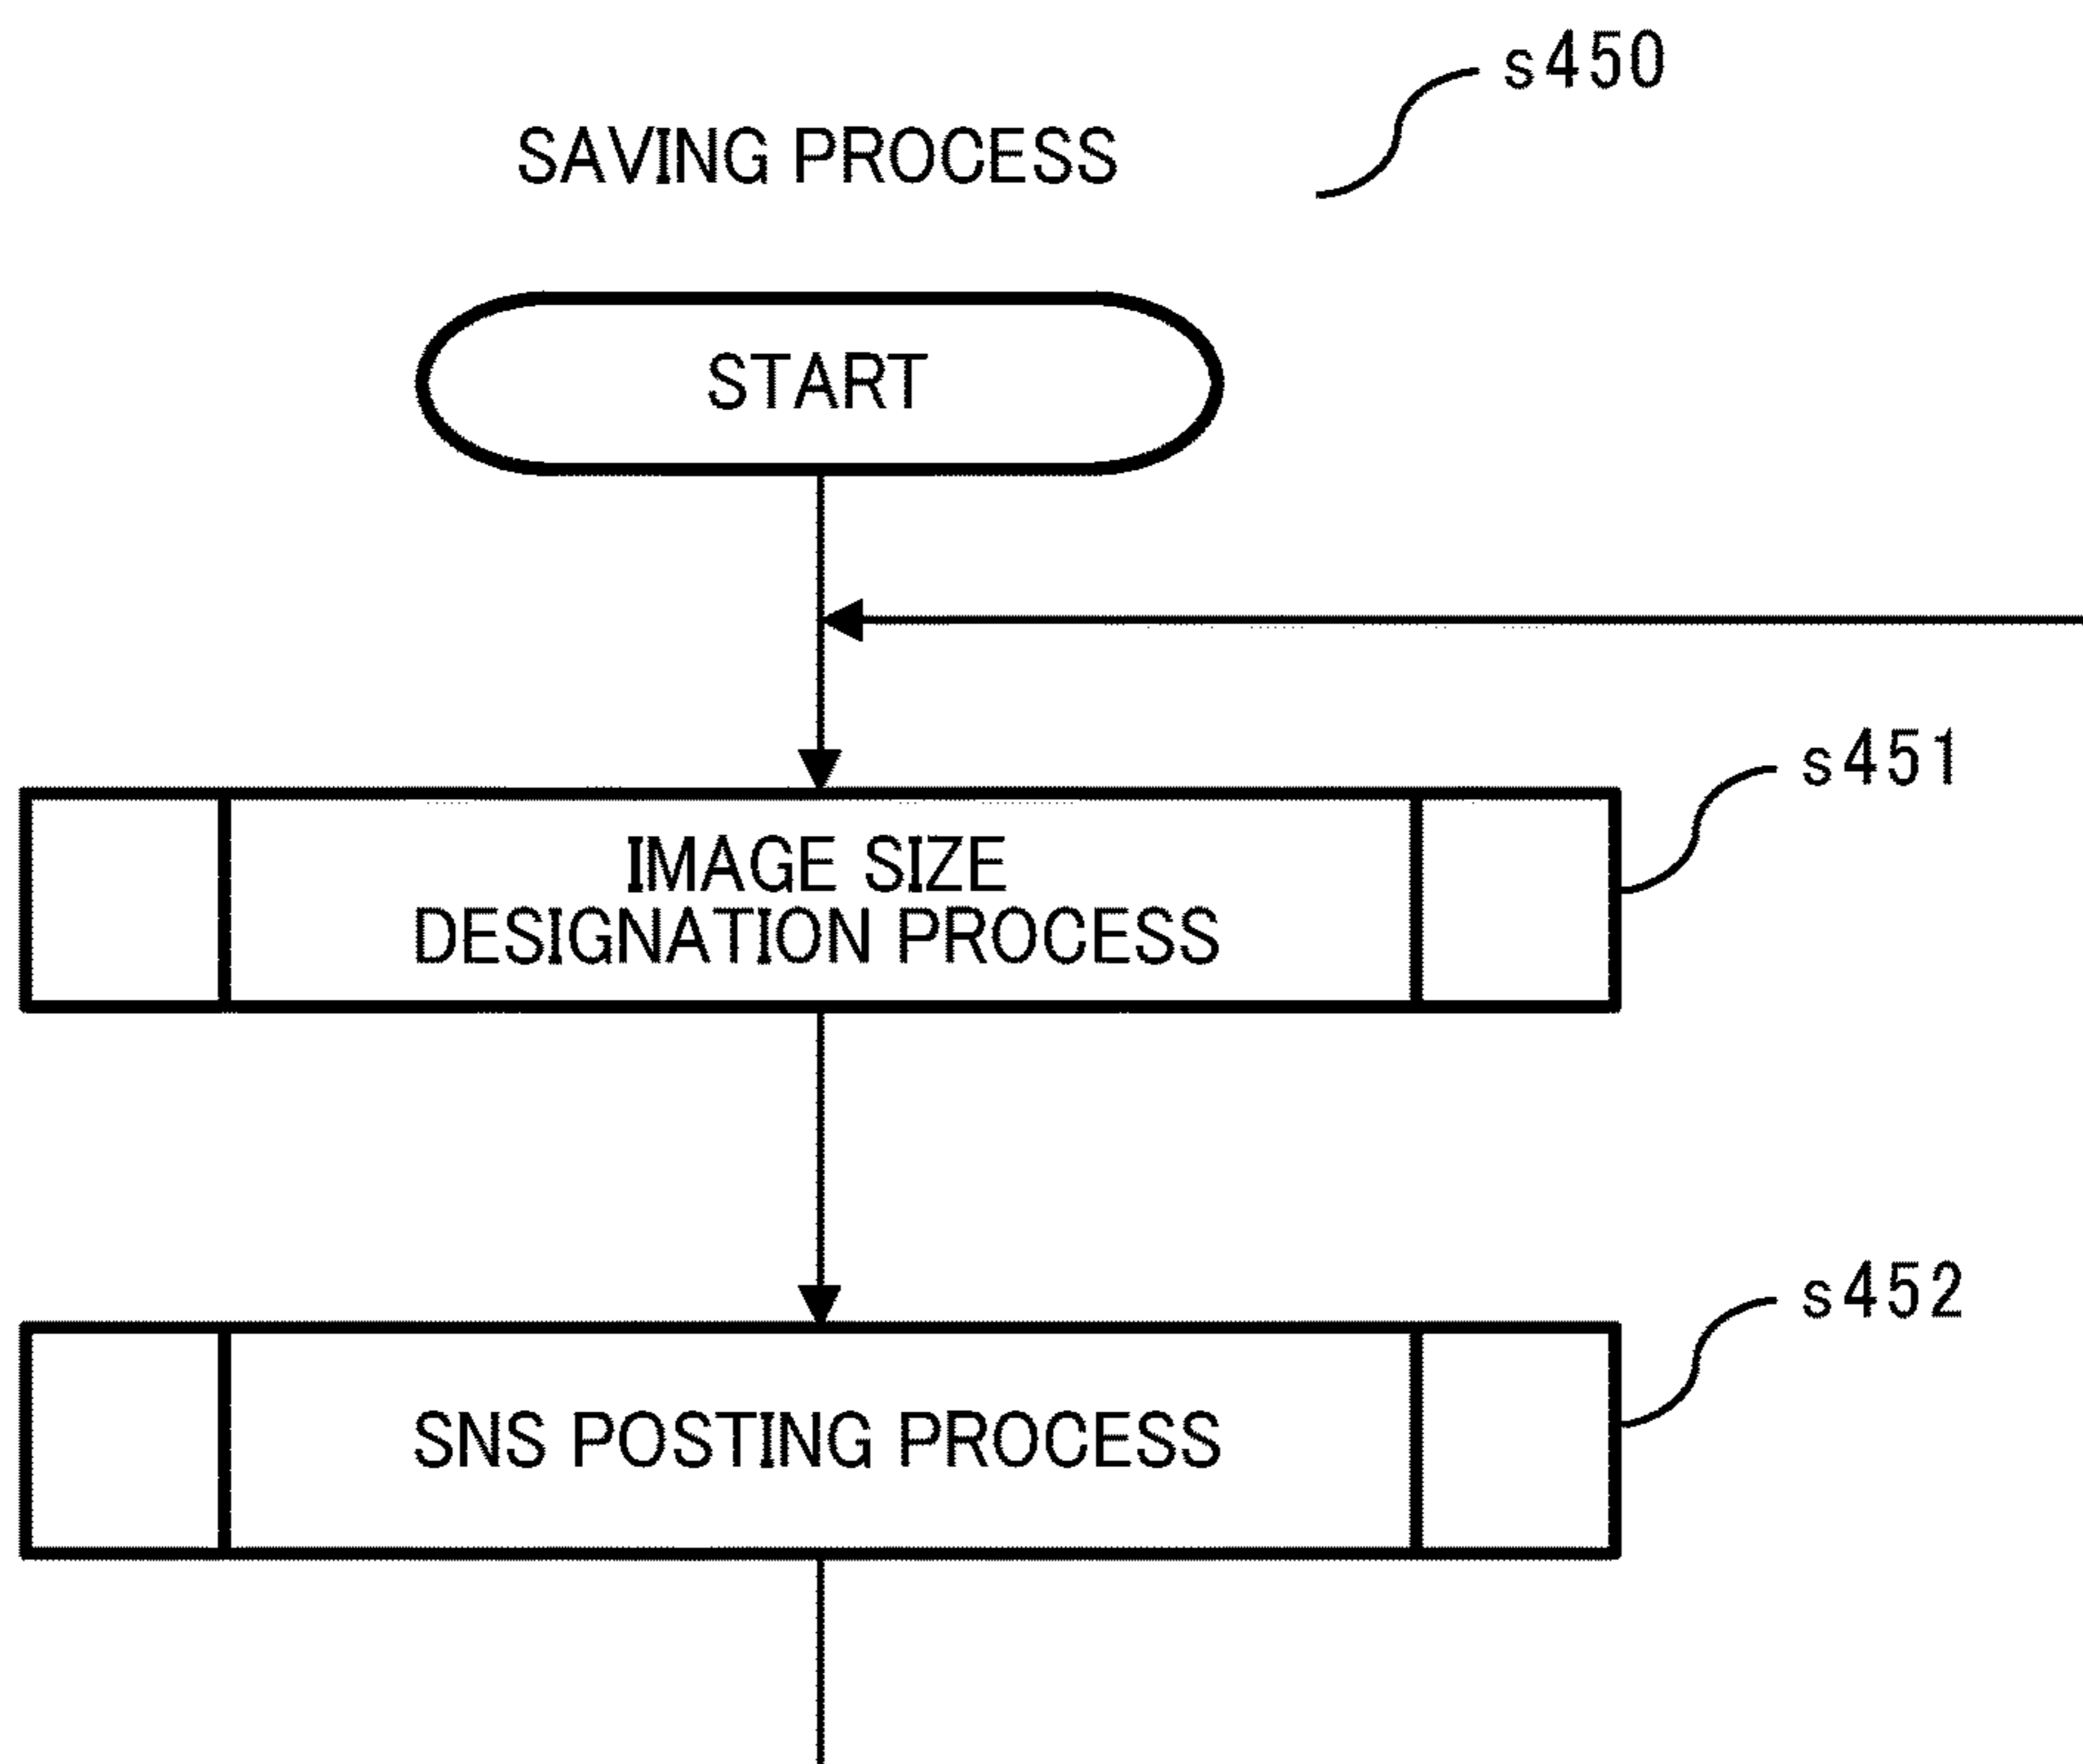 s450
SAVING PROCESS
START
s451
IMAGE SIZE
DESIGNATION PROCESS
s452
SNS POSTING PROCESS